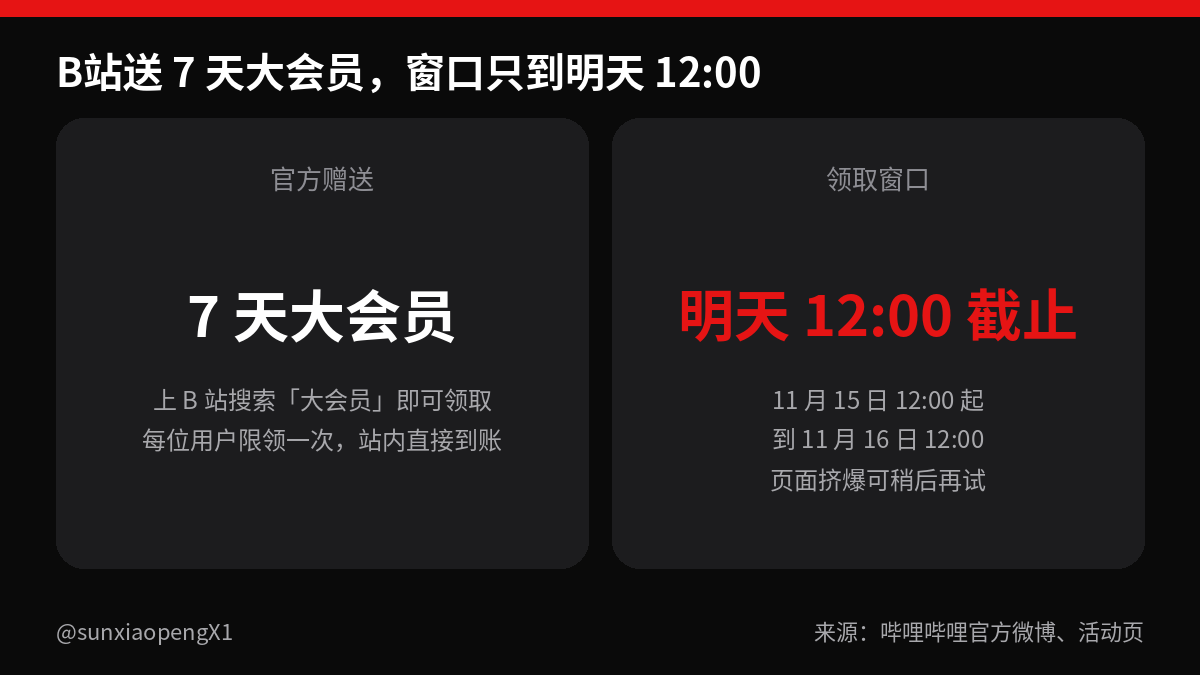 B站送 7 天大会员，窗口只到明天 12:00
官方赠送
7 天大会员
上 B 站搜索「大会员」即可领取
每位用户限领一次，站内直接到账
领取窗口
明天 12:00 截止
11 月 15 日 12:00 起
到 11 月 16 日 12:00
页面挤爆可稍后再试
@sunxiaopengX1
来源：哔哩哔哩官方微博、活动页